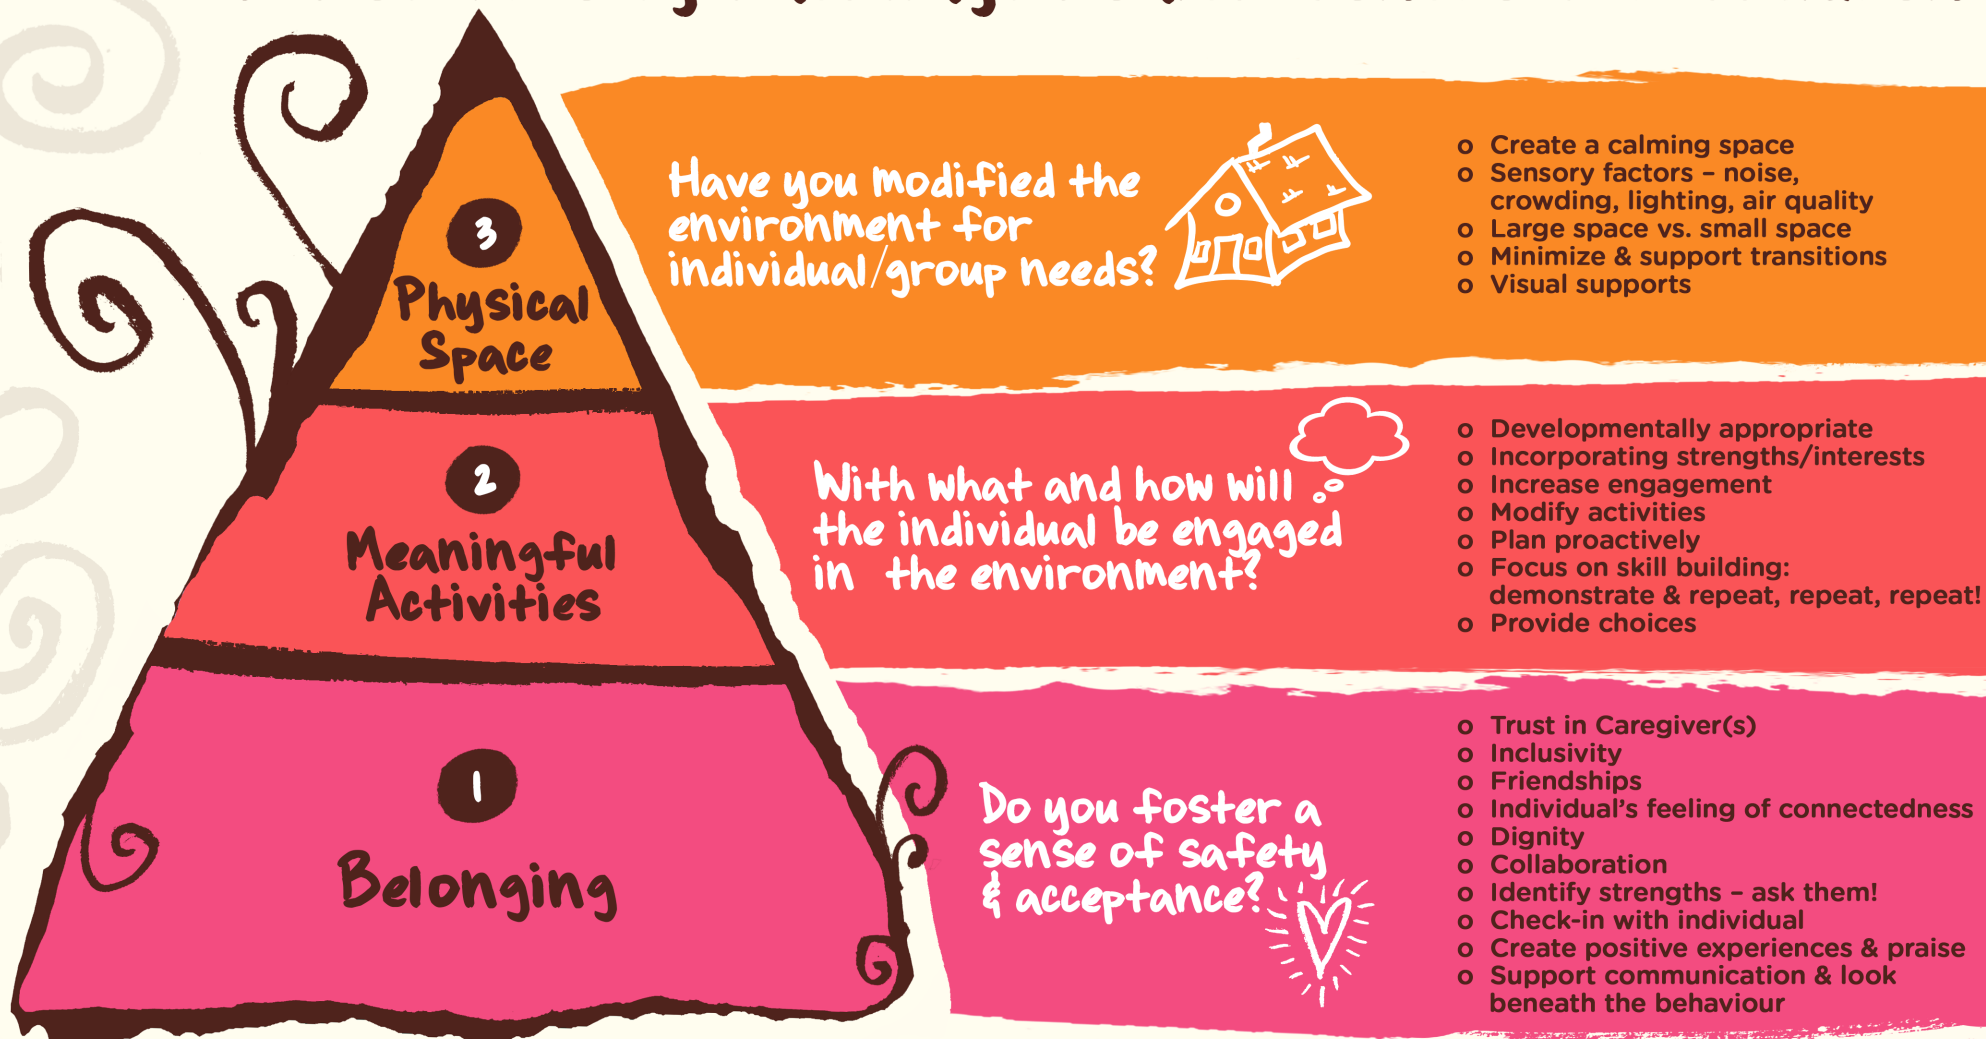 3
Physical
Space
Have you modified the
environment for
individual/group needs?
o Create a calming space
o Sensory factors – noise,
crowding, lighting, air quality
o Large space vs. small space
o Minimize & support transitions
o Visual supports
2
Meaningful
Activities
With what and how will
the individual be engaged
in the environment?
o Developmentally appropriate
o Incorporating strengths/interests
o Increase engagement
o Modify activities
o Plan proactively
o Focus on skill building:
demonstrate & repeat, repeat, repeat!
o Provide choices
1
Belonging
Do you foster a
sense of safety
& acceptance?
o Trust in Caregiver(s)
o Inclusivity
o Friendships
o Individual's feeling of connectedness
o Dignity
o Collaboration
o Identify strengths – ask them!
o Check-in with individual
o Create positive experiences & praise
o Support communication & look
beneath the behaviour